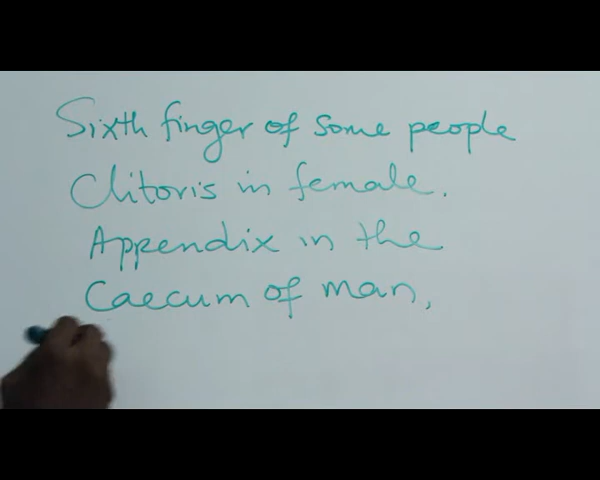 Sixth finger of some people
Clitoris in female.
Appendix in the
Caecum of man,